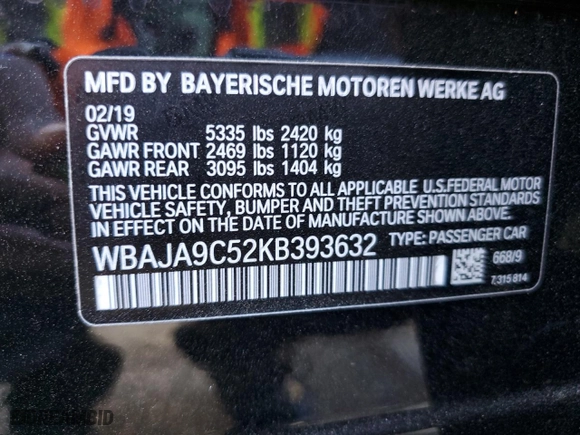 MFD BY BAYERISCHE MOTOREN WERKE AG
02/19
GVWR 5335 lbs 2420 kg
GAWR FRONT 2469 lbs 1120 kg
GAWR REAR 3095 lbs 1404 kg
THIS VEHICLE CONFORMS TO ALL APPLICABLE U.S.FEDERAL MOTOR
VEHICLE SAFETY, BUMPER AND THEFT PREVENTION STANDARDS
IN EFFECT ON THE DATE OF MANUFACTURE SHOWN ABOVE.
WBAJA9C52KB393632 TYPE: PASSENGER CAR
668/9
7,315 814